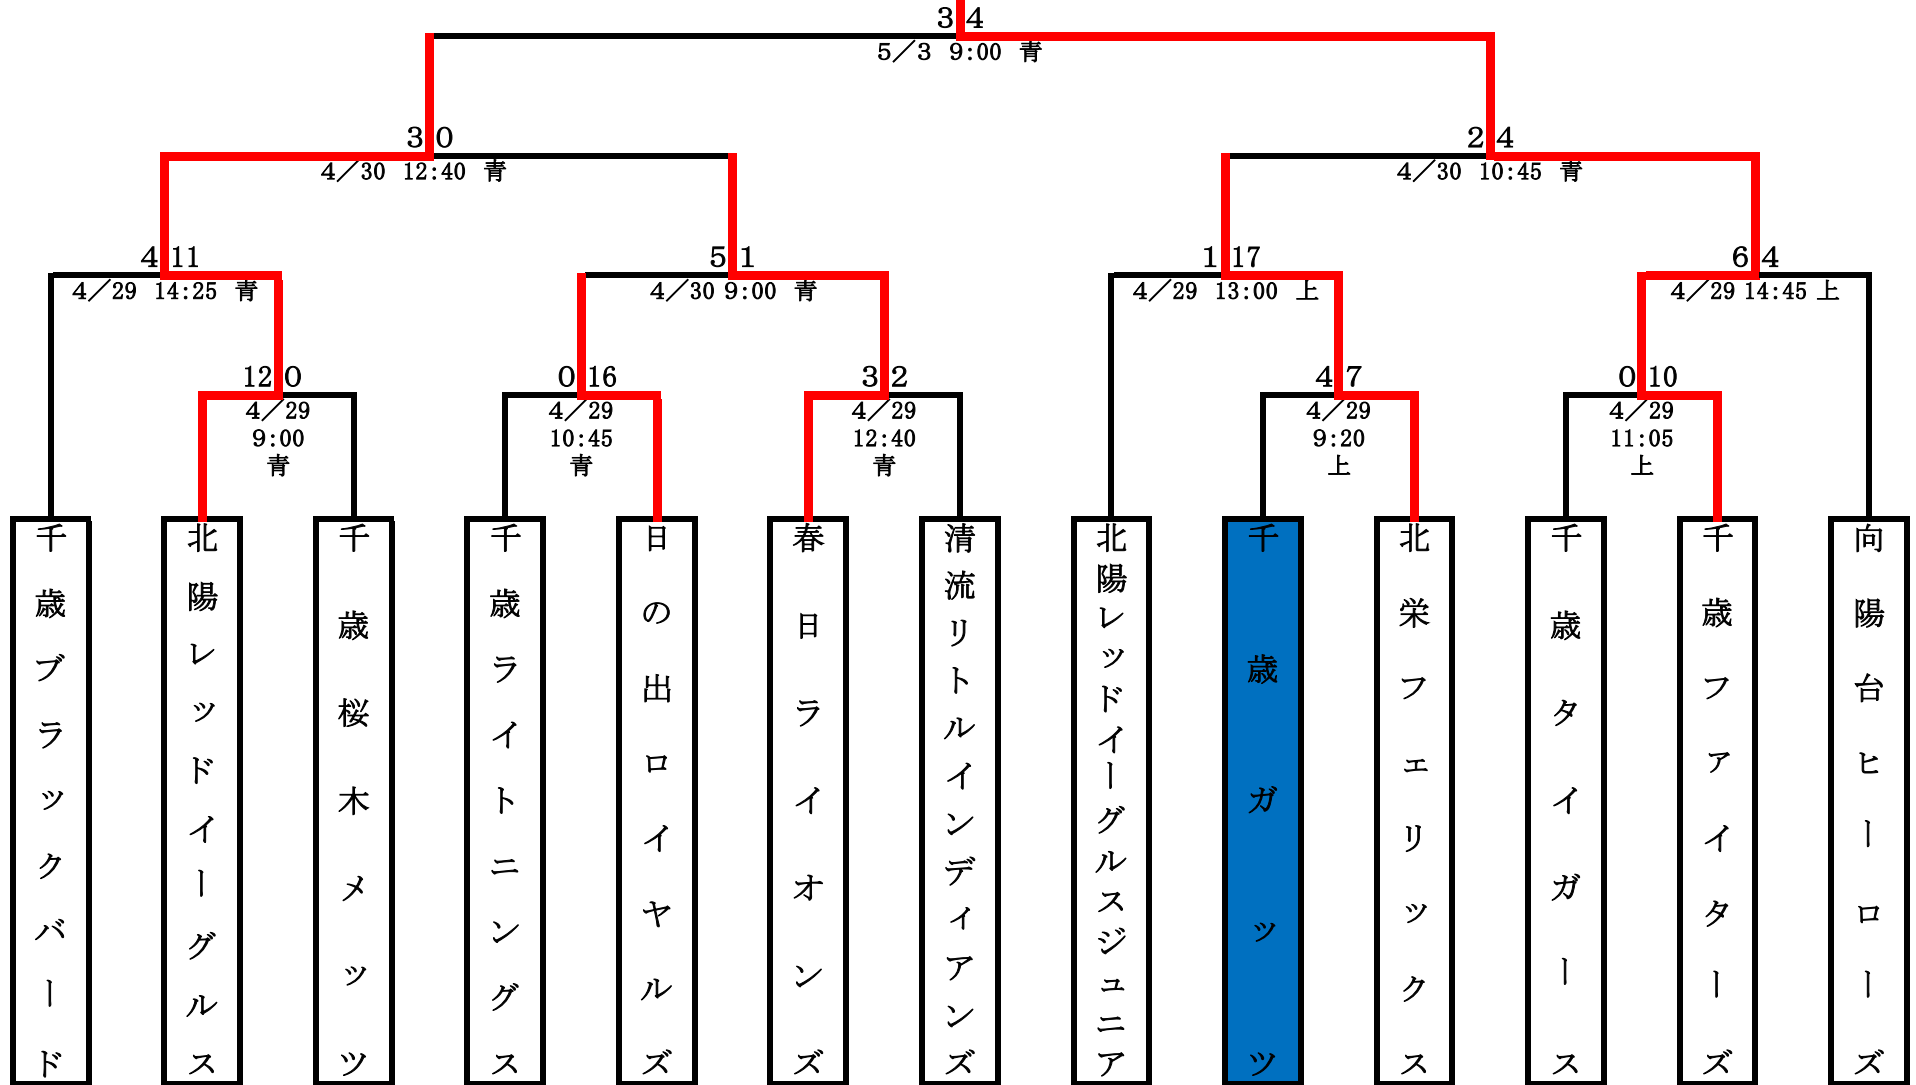 3 4
5／3 9:00 青
3 0
4／30 12:40 青
2 4
4／30 10:45 青
4 11
4／29 14:25 青
5 1
4／30 9:00 青
1 17
4／29 13:00 上
6 4
4／29 14:45 上
12 0
4／29
9:00
青
0 16
4／29
10:45
青
3 2
4／29
12:40
青
4 7
4／29
9:20
上
0 10
4／29
11:05
上
千歳ブラックバード
北陽レッドイーグルス
千歳桜木メッツ
千歳ライトニングス
日の出ロイヤルズ
春日ライオンズ
清流リトルインディアンズ
北陽レッドイーグルスジュニア
千歳ガッツ
北栄フェリックス
千歳タイガース
千歳ファイターズ
向陽台ヒーローズ